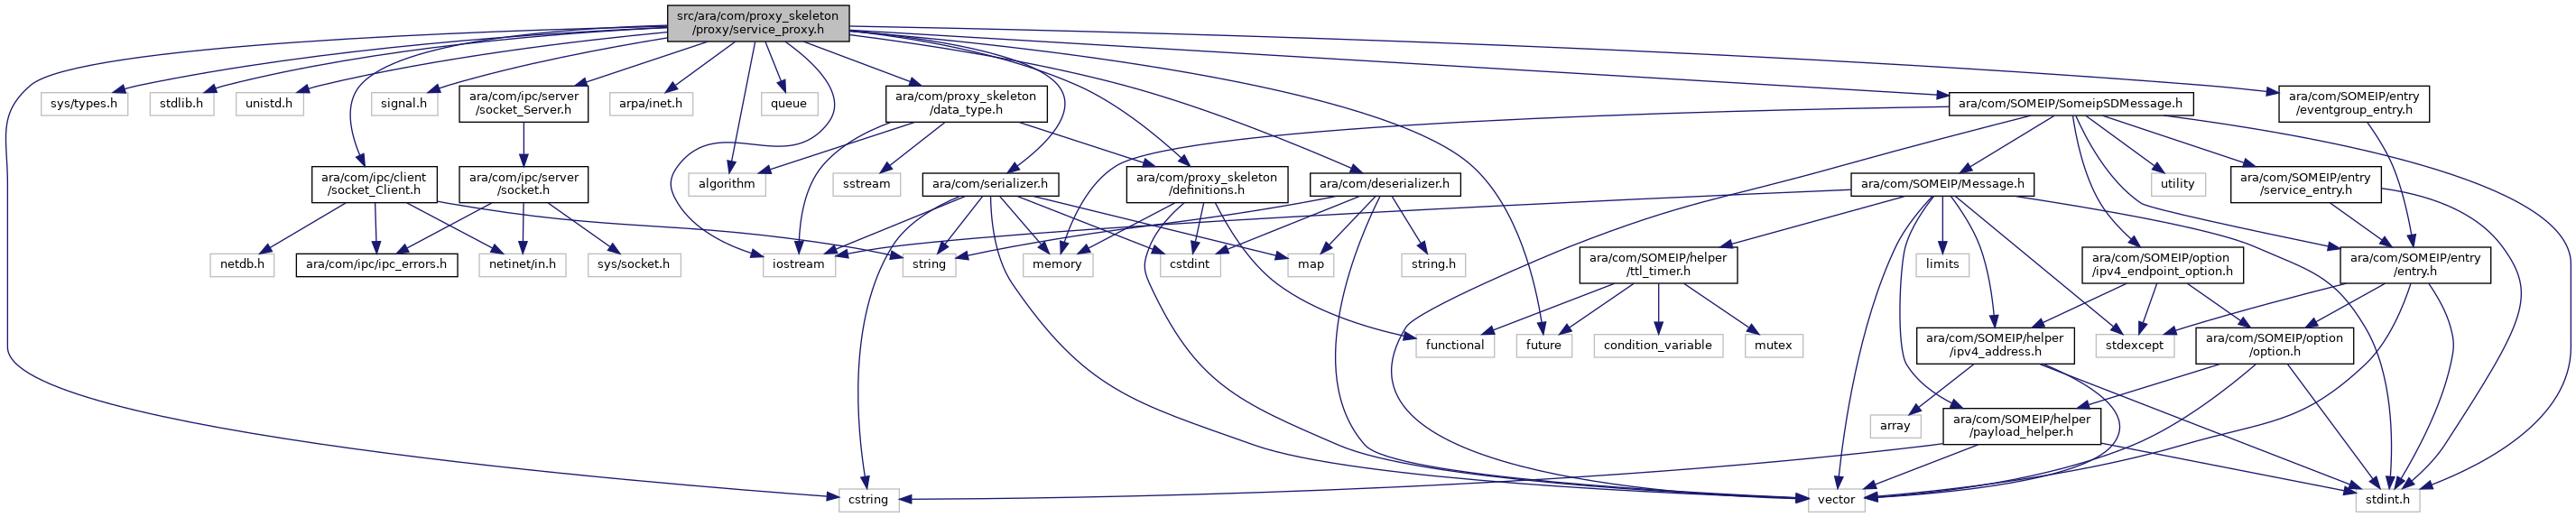 src/ara/com/proxy_skeleton
/proxy/service_proxy.h
sys/types.h
stdlib.h
unistd.h
signal.h
ara/com/ipc/server
/socket_Server.h
arpa/inet.h
queue
ara/com/proxy_skeleton
/data_type.h
ara/com/SOMEIP/SomeipSDMessage.h
ara/com/SOMEIP/entry
/eventgroup_entry.h
ara/com/ipc/client
/socket_Client.h
ara/com/ipc/server
/socket.h
algorithm
sstream
ara/com/serializer.h
ara/com/proxy_skeleton
/definitions.h
ara/com/deserializer.h
ara/com/SOMEIP/Message.h
utility
ara/com/SOMEIP/entry
/service_entry.h
netdb.h
ara/com/ipc/ipc_errors.h
netinet/in.h
sys/socket.h
iostream
string
memory
cstdint
map
string.h
ara/com/SOMEIP/helper
/ttl_timer.h
limits
ara/com/SOMEIP/option
/ipv4_endpoint_option.h
ara/com/SOMEIP/entry
/entry.h
functional
future
condition_variable
mutex
ara/com/SOMEIP/helper
/ipv4_address.h
stdexcept
ara/com/SOMEIP/option
/option.h
array
ara/com/SOMEIP/helper
/payload_helper.h
cstring
vector
stdint.h